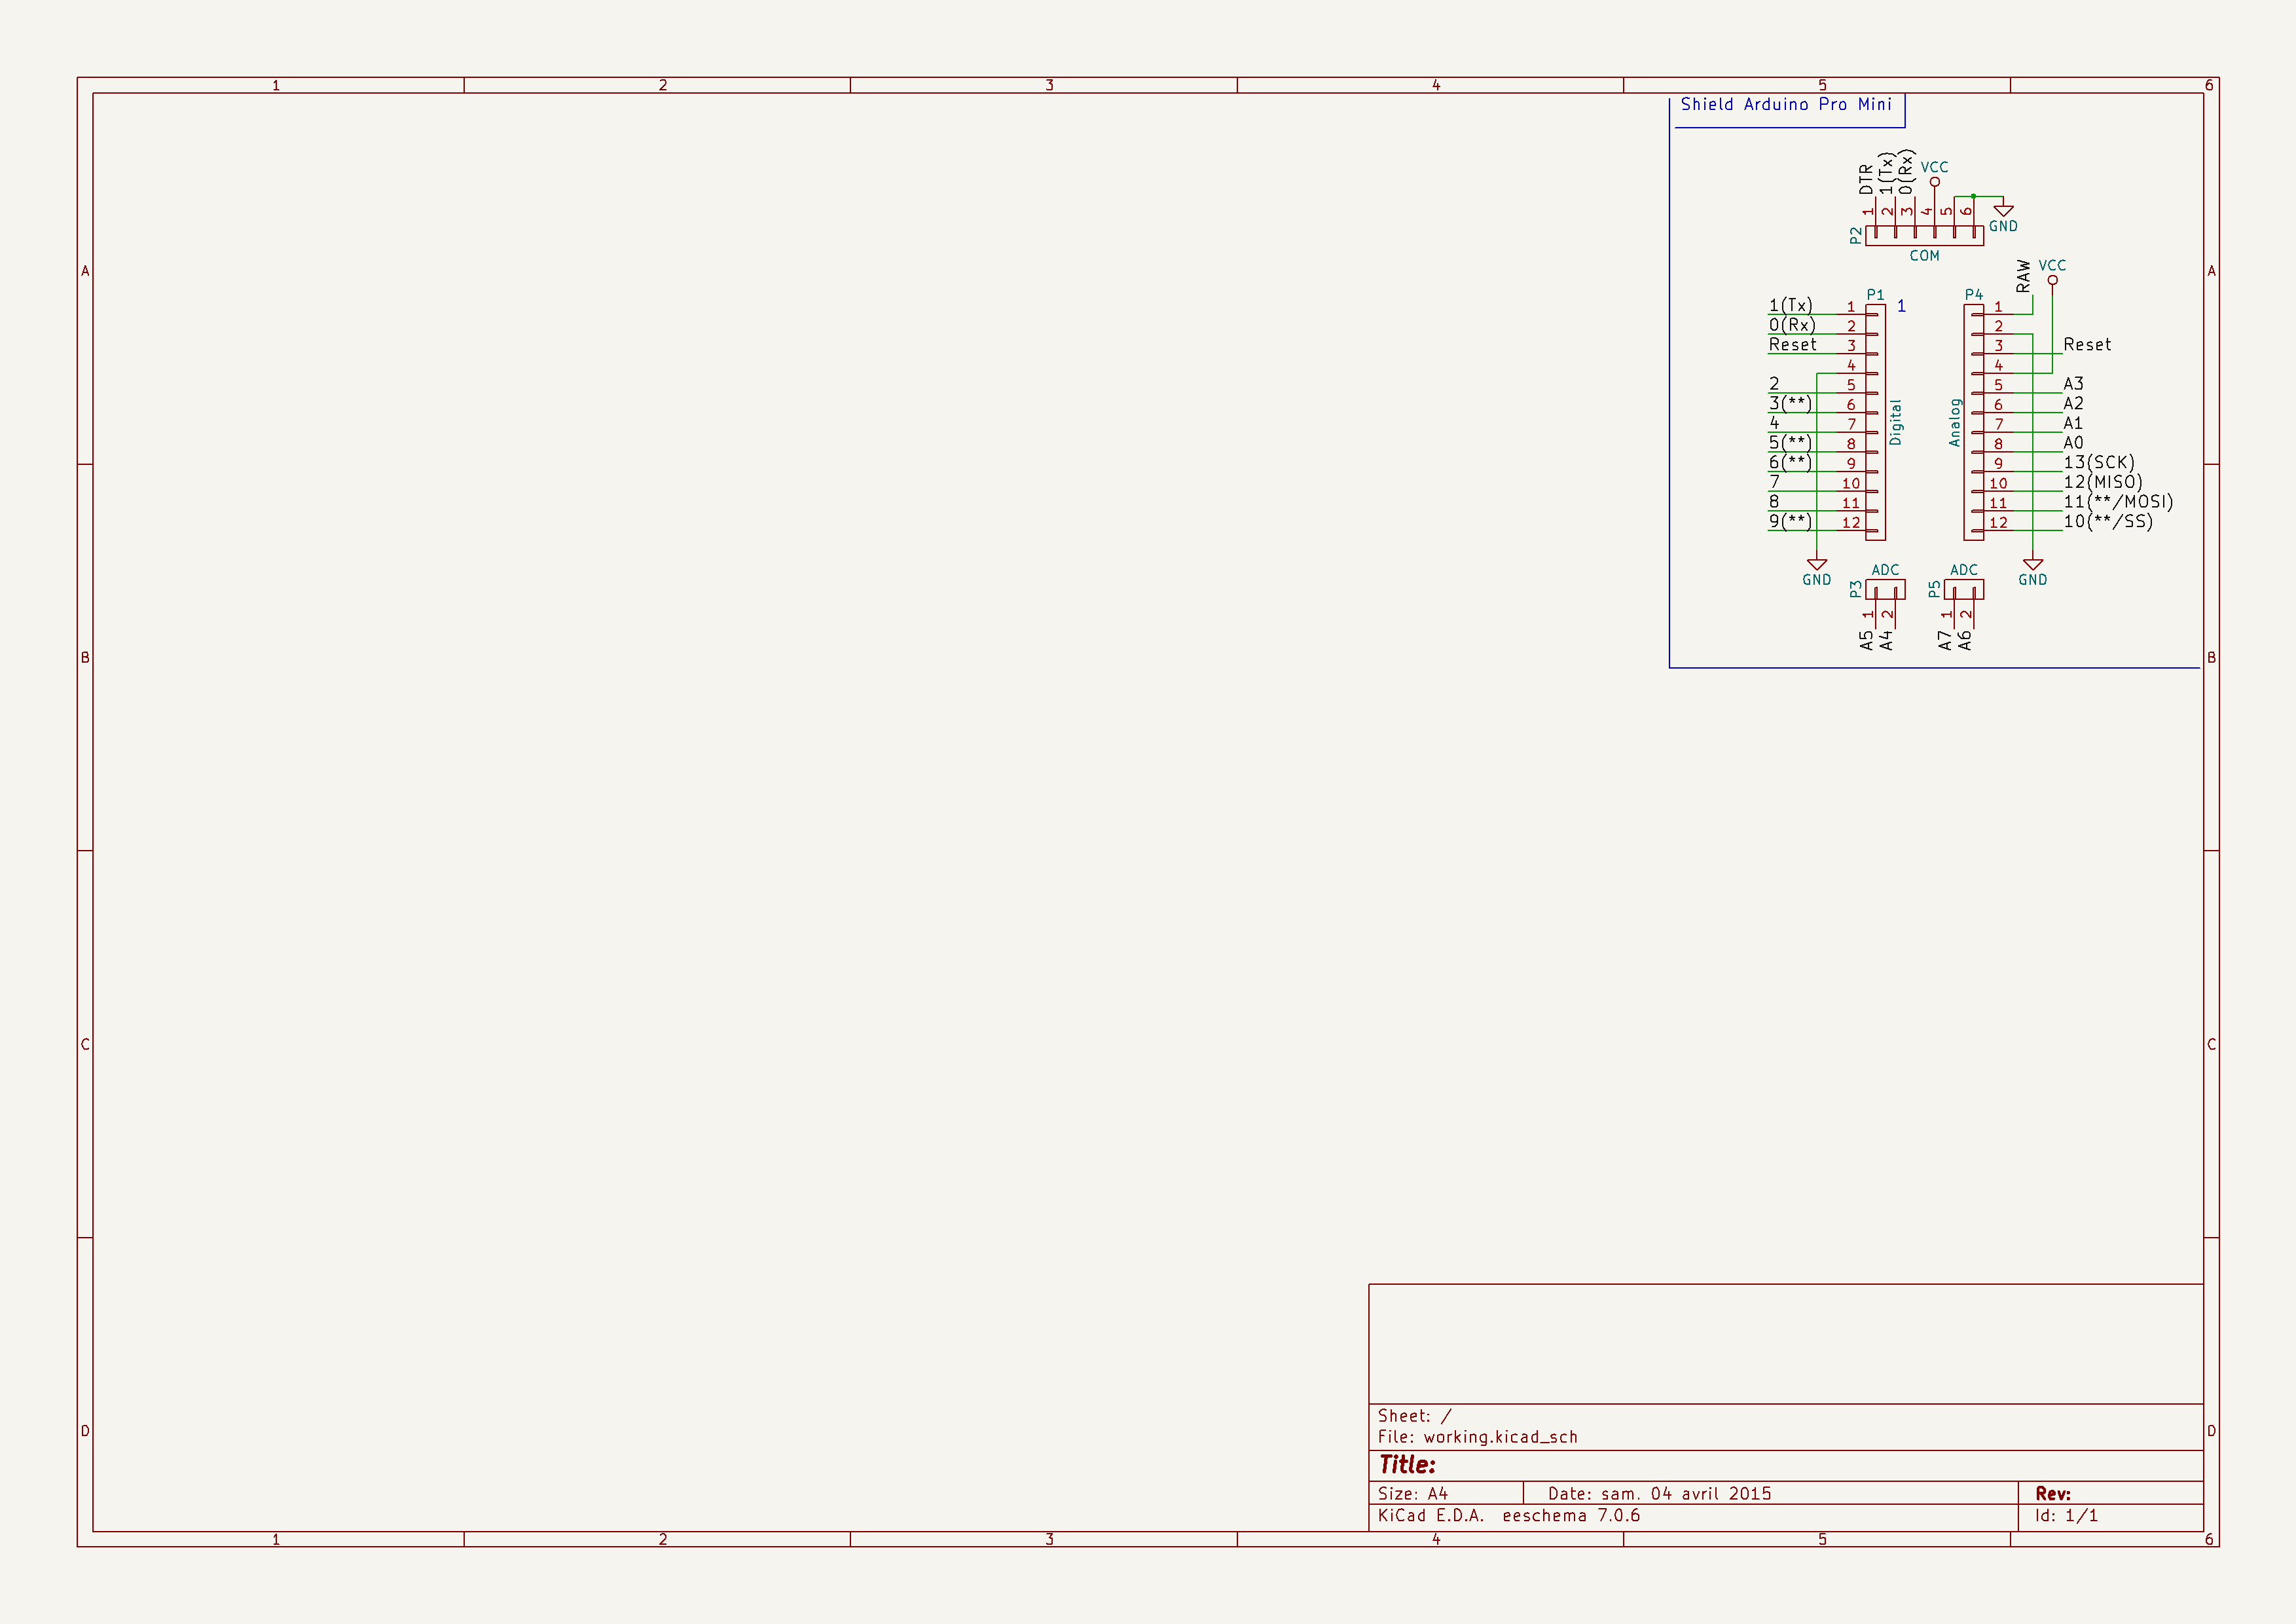 1 2 3 4 5 6
Shield Arduino Pro Mini
DTR
1(Tx)
0(Rx)
VCC
1 2 3 4 5 6
GND
P2
COM
A
A
RAW
VCC
P1
1
P4
1(Tx) 1
0(Rx) 2
Reset 3
4
2 5
3(**) 6
4 7
5(**) 8
6(**) 9
7 10
8 11
9(**) 12
Digital
Analog
1
2
3 Reset
4
5 A3
6 A2
7 A1
8 A0
9 13(SCK)
10 12(MISO)
11 11(**/MOSI)
12 10(**/SS)
GND
GND
ADC
P3
1 2
A5
A4
ADC
P5
1 2
A7
A6
B
B
C
C
D
D
Sheet: /
File: working.kicad_sch
Title:
Size: A4
Date: sam. 04 avril 2015
Rev:
KiCad E.D.A. eeschema 7.0.6
Id: 1/1
1 2 3 4 5 6